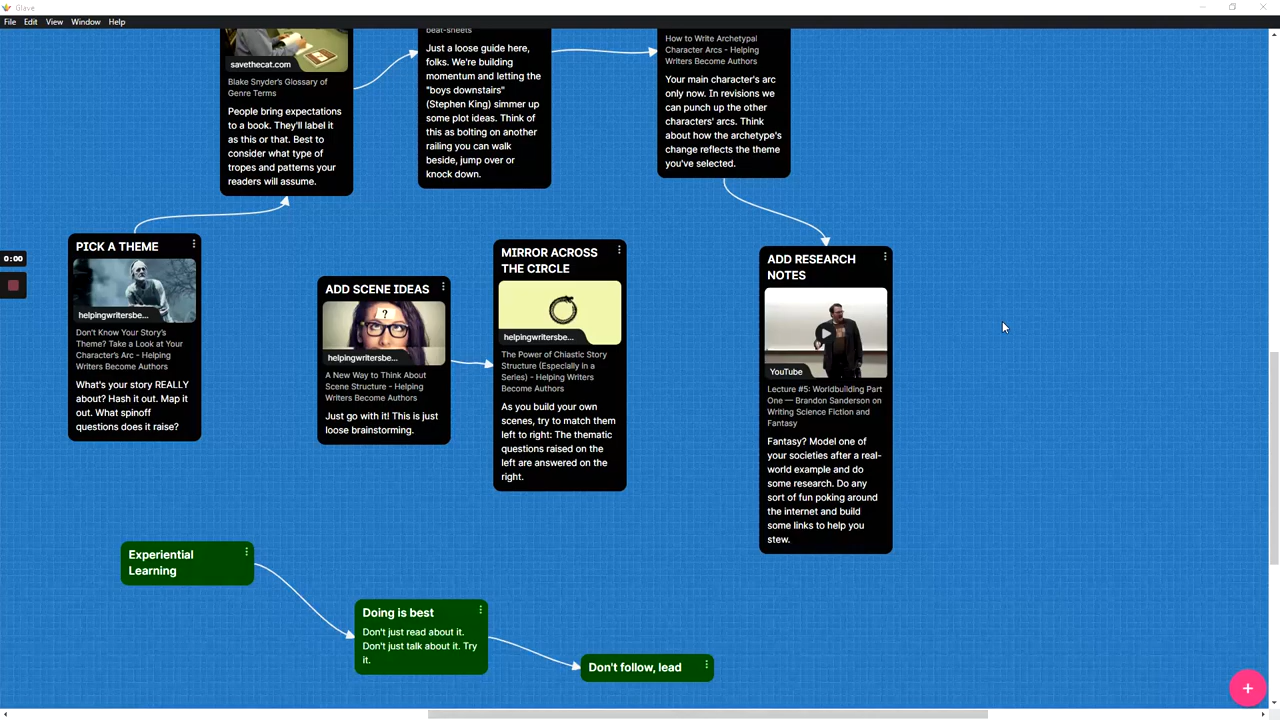 Glave
File Edit View Window Help
savethecat.com
Blake Snyder's Glossary of
Genre Terms
People bring expectations
to a book. They'll label it
as this or that. Best to
consider what type of
tropes and patterns your
readers will assume.
beat-sheets
Just a loose guide here,
folks. We're building
momentum and letting the
"boys downstairs"
(Stephen King) simmer up
some plot ideas. Think of
this as bolting on another
railing you can walk
beside, jump over or
knock down.
How to Write Archetypal
Character Arcs - Helping
Writers Become Authors
Your main character's arc
only now. In revisions we
can punch up the other
characters' arcs. Think
about how the archetype's
change reflects the theme
you've selected.
0:00
PICK A THEME
helpingwritersbe...
Don't Know Your Story's
Theme? Take a Look at Your
Character's Arc - Helping
Writers Become Authors
What's your story REALLY
about? Hash it out. Map it
out. What spinoff
questions does it raise?
ADD SCENE IDEAS
?
helpingwritersbe...
A New Way to Think About
Scene Structure - Helping
Writers Become Authors
Just go with it! This is just
loose brainstorming.
MIRROR ACROSS
THE CIRCLE
helpingwritersbe...
The Power of Chiastic Story
Structure (Especially in a
Series) - Helping Writers
Become Authors
As you build your own
scenes, try to match them
left to right: The thematic
questions raised on the
left are answered on the
right.
ADD RESEARCH
NOTES
YouTube
Lecture #5: Worldbuilding Part
One — Brandon Sanderson on
Writing Science Fiction and
Fantasy
Fantasy? Model one of
your societies after a real-
world example and do
some research. Do any
sort of fun poking around
the internet and build
some links to help you
stew.
Experiential
Learning
Doing is best
Don't just read about it.
Don't just talk about it. Try
it.
Don't follow, lead
+